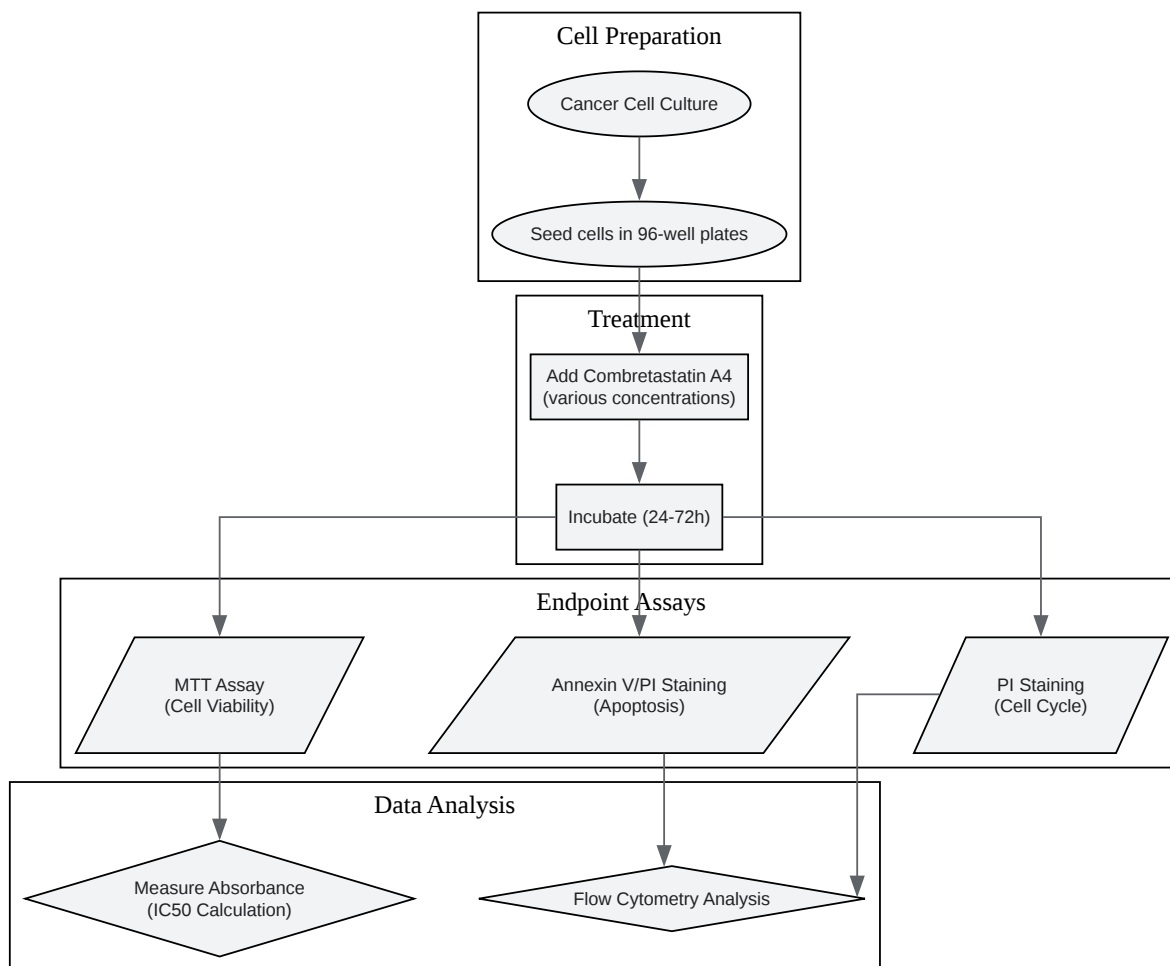 Cell Preparation
Cancer Cell Culture
Seed cells in 96-well plates
Treatment
Add Combretastatin A4
(various concentrations)
Incubate (24-72h)
Endpoint Assays
MTT Assay
(Cell Viability)
Annexin V/PI Staining
(Apoptosis)
PI Staining
(Cell Cycle)
Data Analysis
Measure Absorbance
(IC50 Calculation)
Flow Cytometry Analysis